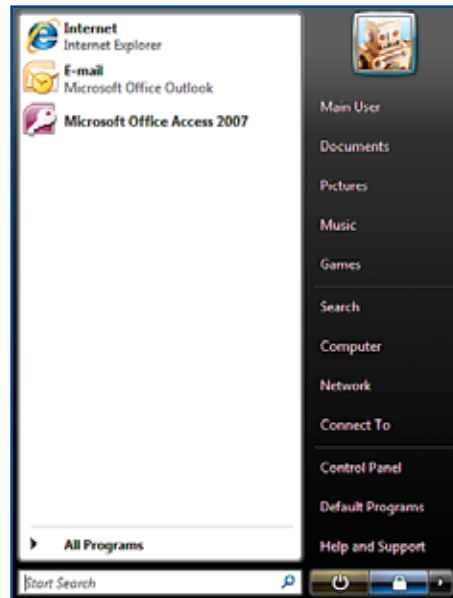 Internet
Internet Explorer
E-mail
Microsoft Office Outlook
Microsoft Office Access 2007
All Programs
Start Search
Main User
Documents
Pictures
Music
Games
Search
Computer
Network
Connect To
Control Panel
Default Programs
Help and Support